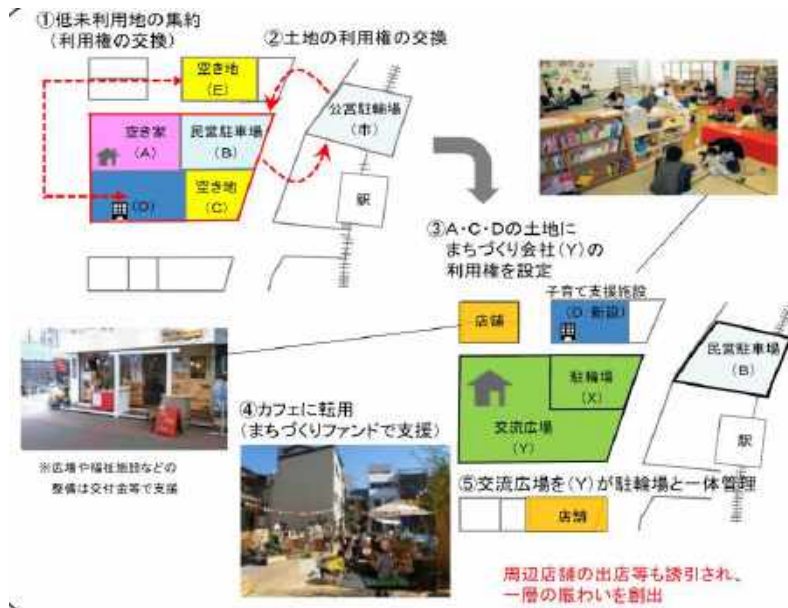 ①低未利用地の集約
(利用権の交換)
②土地の利用権の交換
空き地
(E)
公営駐輪場
(市)
空き家
(A)
民営駐車場
(B)
(D)
空き地
(C)
駅
③A・C・Dの土地に
まちづくり会社(Y)の
利用権を設定
子育て支援施設
(D:新設)
店舗
民営駐車場
(B)
駐輪場
(X)
交流広場
(Y)
駅
④カフェに転用
(まちづくりファンドで支援)
※広場や福祉施設などの
整備は交付金等で支援
⑤交流広場を(Y)が駐輪場と一体管理
店舗
周辺店舗の出店等も誘引され、
一層の賑わいを創出